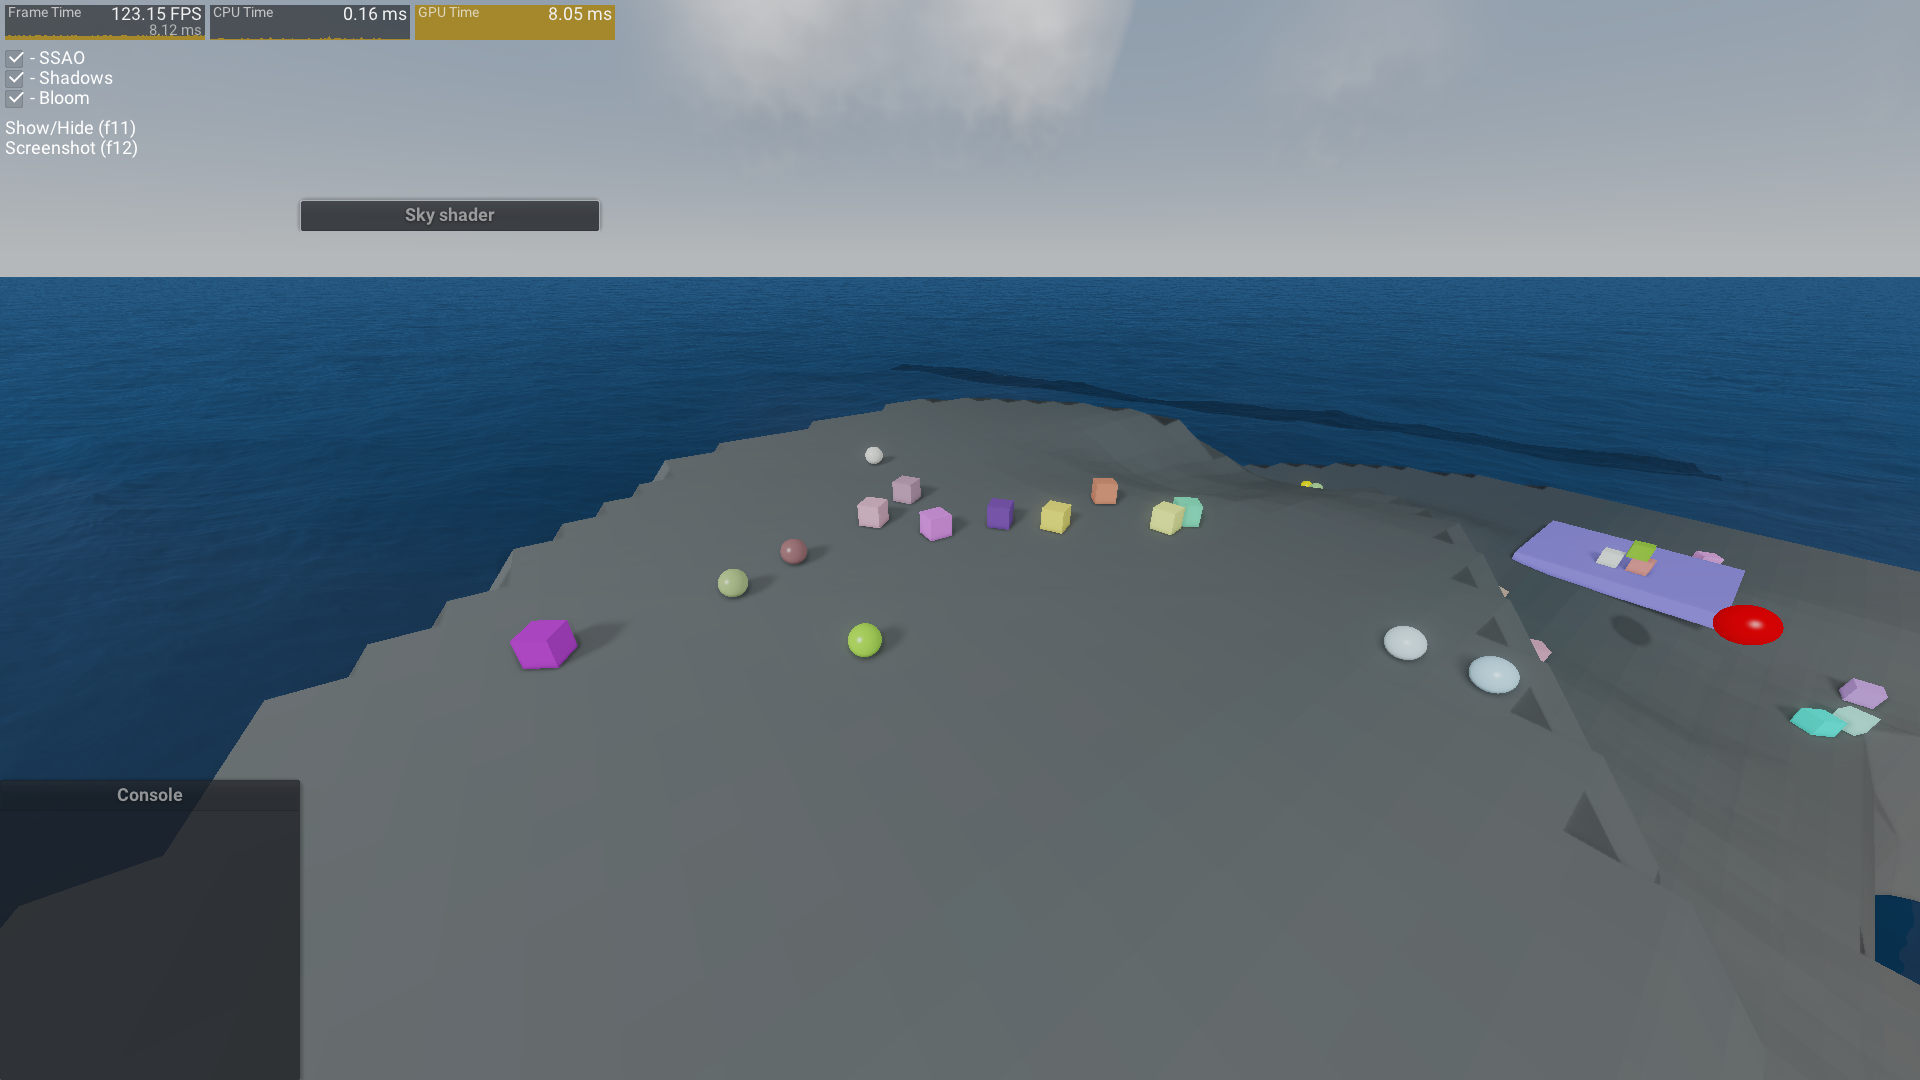 Frame Time 123.15 FPS CPU Time 0.16 ms GPU Time 8.05 ms
8,12 ms
- SSAO
- Shadows
- Bloom
Show/Hide (f11)
Screenshot (f12)
Sky shader
Console